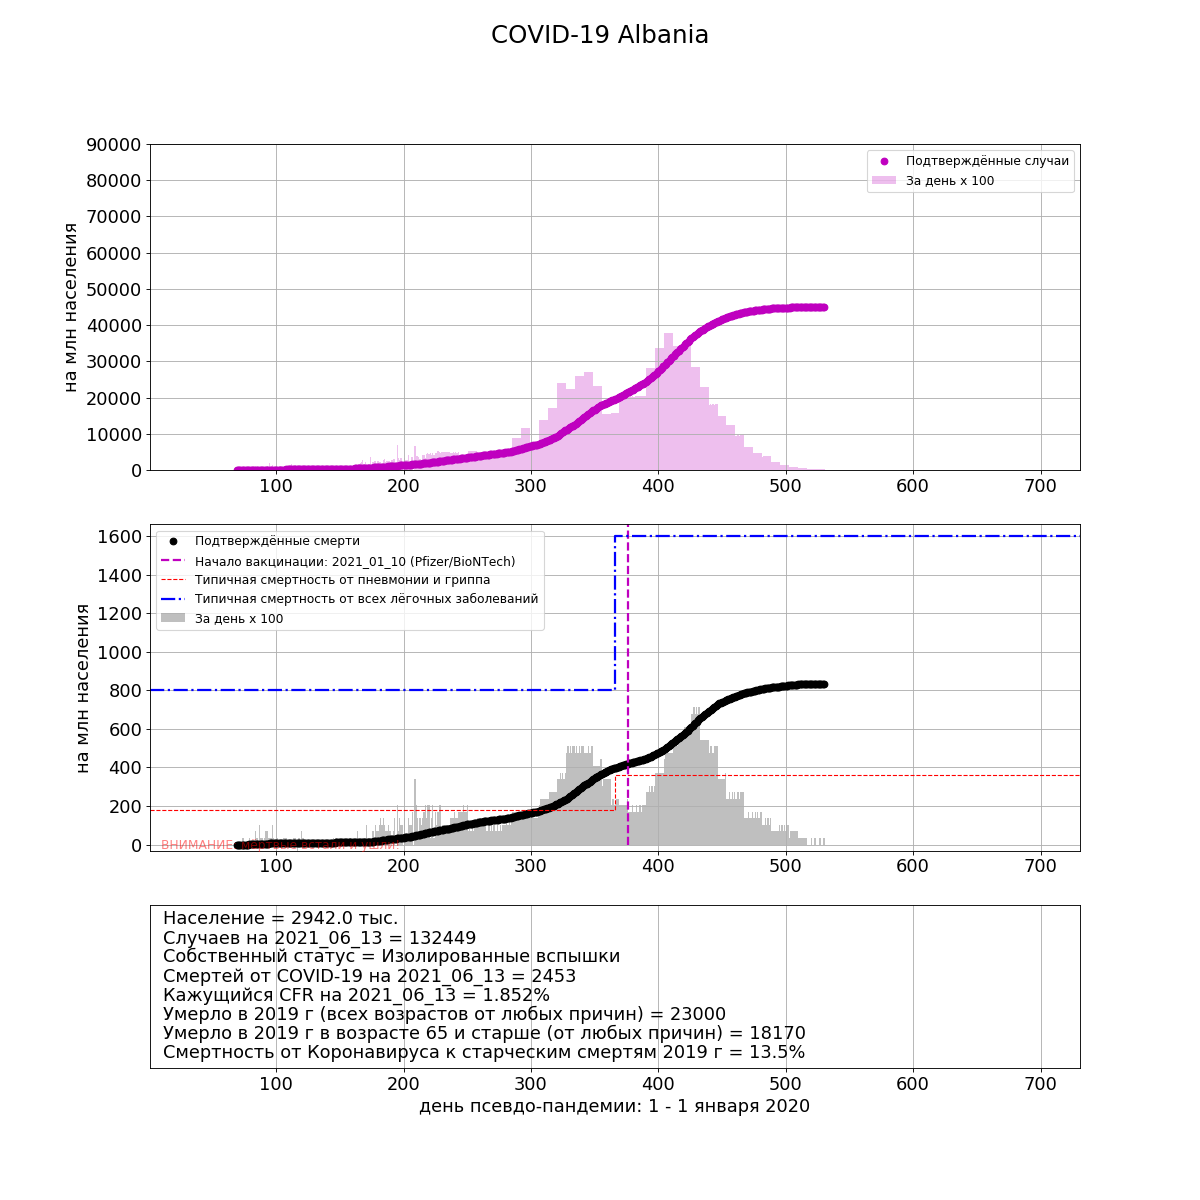 COVID-19 Albania
90000
80000
70000
60000
50000
40000
30000
20000
10000
0
на млн населения
Подтверждённые случаи
За день x 100
100 200 300 400 500 600 700
1600
1400
1200
1000
800
600
400
200
0
на млн населения
Подтверждённые смерти
Начало вакцинации: 2021_01_10 (Pfizer/BioNTech)
Типичная смертность от пневмонии и гриппа
Типичная смертность от всех лёгочных заболеваний
За день x 100
ВНИМАНИЕ
100 200 300 400 500 600 700
Население = 2942.0 тыс.
Случаев на 2021_06_13 = 132449
Собственный статус = Изолированные вспышки
Смертей от COVID-19 на 2021_06_13 = 2453
Кажущийся CFR на 2021_06_13 = 1.852%
Умерло в 2019 г (всех возрастов от любых причин) = 23000
Умерло в 2019 г в возрасте 65 и старше (от любых причин) = 18170
Смертность от Коронавируса к старческим смертям 2019 г = 13.5%
100 200 300 400 500 600 700
день псевдо-пандемии: 1 - 1 января 2020